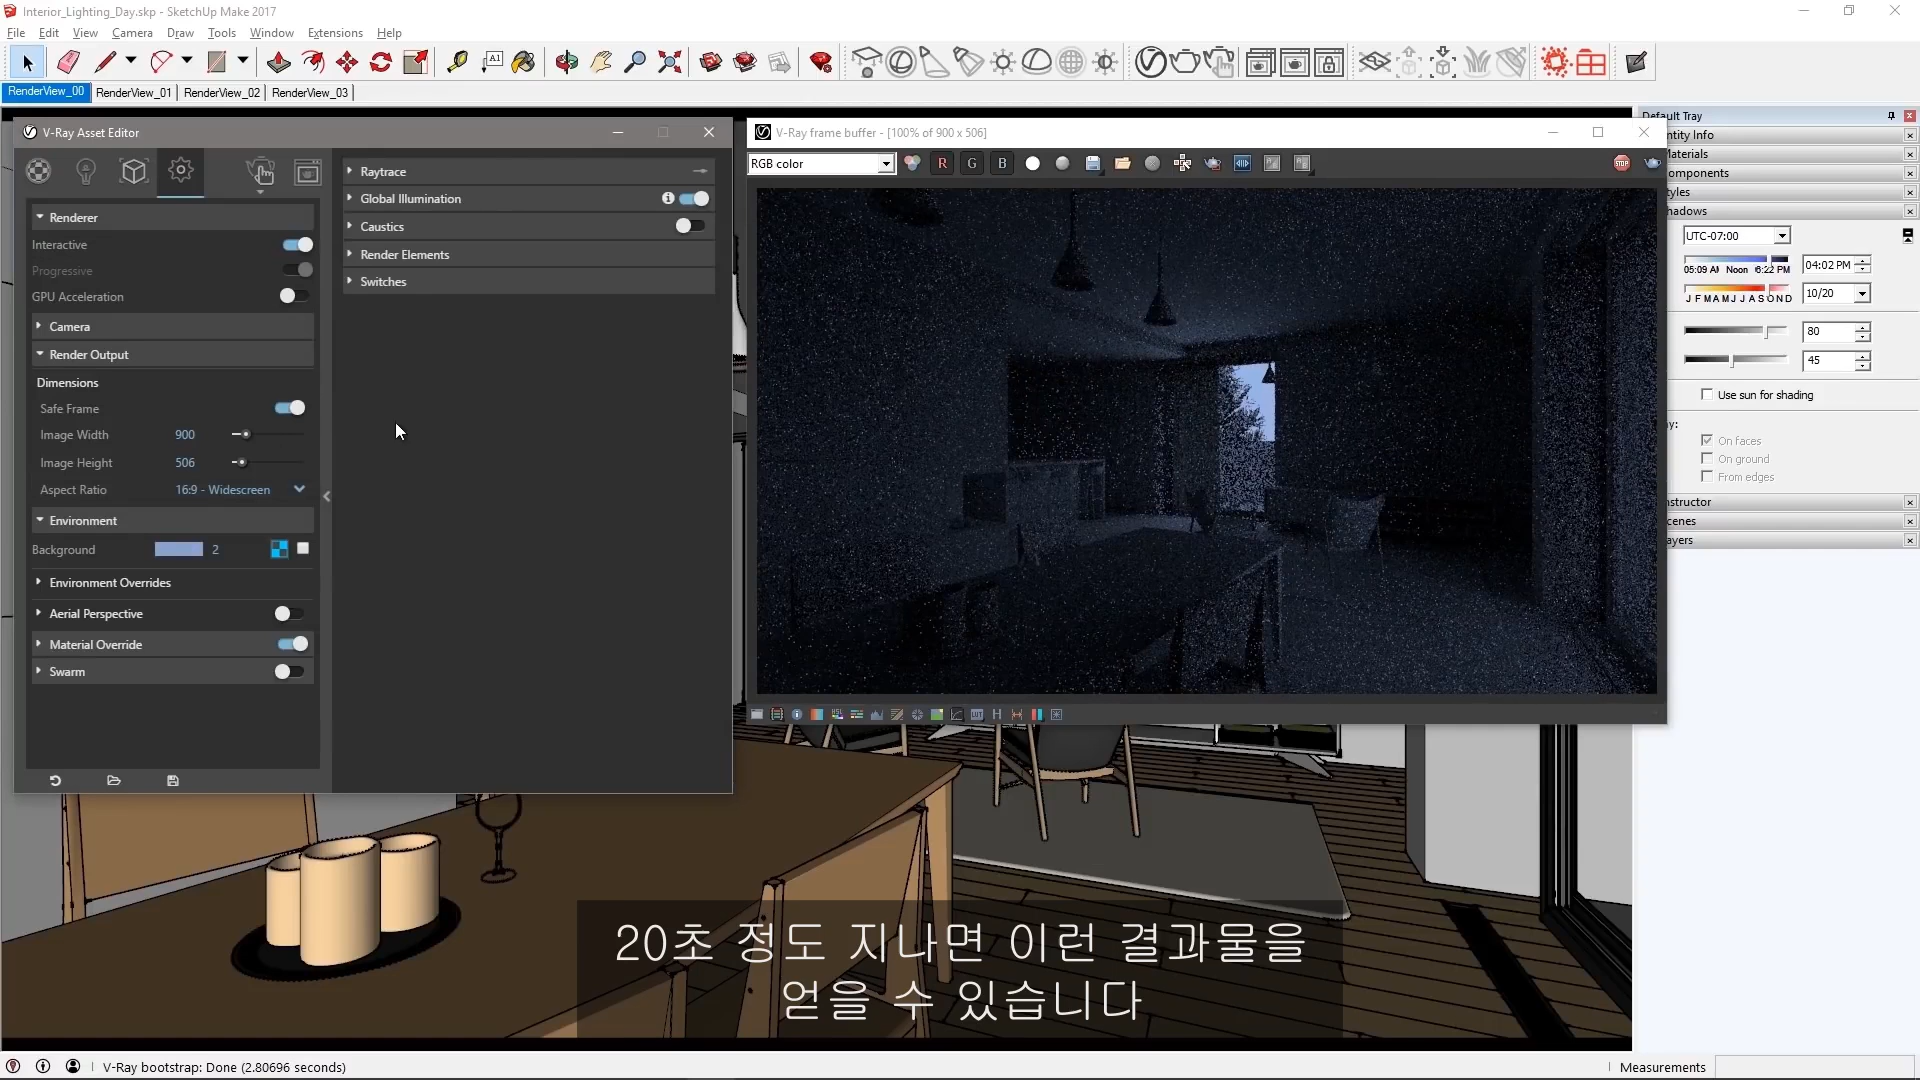 Interior_Lighting_Day.skp - SketchUp Make 2017
File Edit View Camera Draw Tools Window Extensions Help
RenderView_00 RenderView_01 RenderView_02 RenderView_03
V-Ray Asset Editor
Renderer
Interactive
Progressive
GPU Acceleration
Camera
Render Output
Dimensions
Safe Frame
Image Width 900
Image Height 506
Aspect Ratio 16:9 - Widescreen
Environment
Background 2
Environment Overrides
Aerial Perspective
Material Override
Swarm
Raytrace
Global Illumination
Caustics
Render Elements
Switches
V-Ray frame buffer - [100% of 900 x 506]
RGB color R G B STOP
Default Tray
ntity Info
Materials
omponents
tyles
hadows
UTC-07:00
05:09 AM Noon 06:22 PM 04:02 PM
J F M A M J J A S O N D 10/20
80
45
Use sun for shading
y:
On faces
On ground
From edges
nstructor
cenes
ayers
20초 정도 지나면 이런 결과물을
얻을 수 있습니다
V-Ray bootstrap: Done (2.80696 seconds)
Measurements